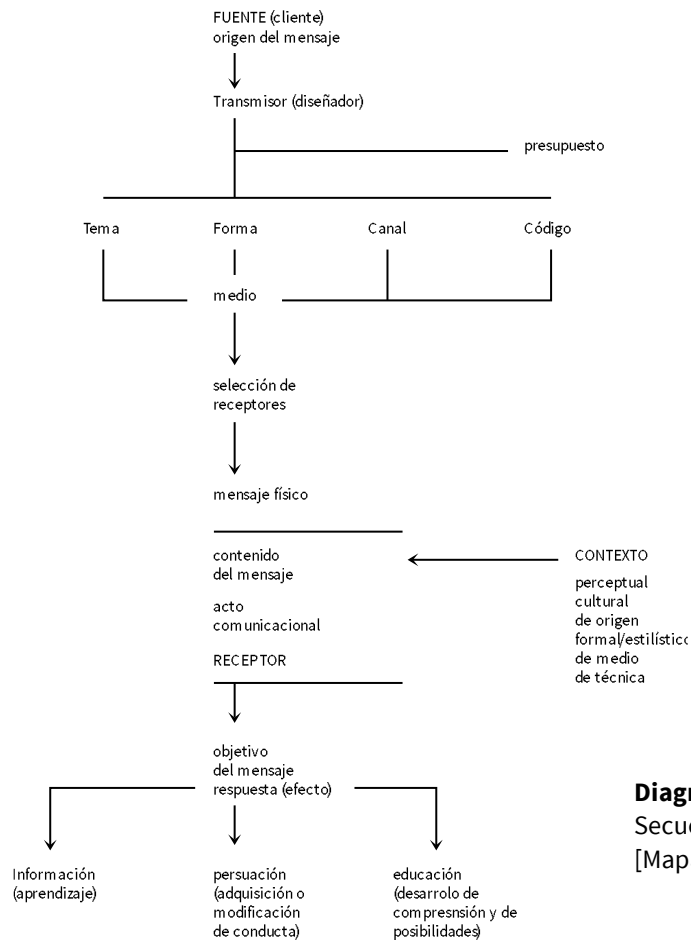 FUENTE (cliente)
origen del mensaje
Transmisor (diseñador)
presupuesto
Tema
Forma
Canal
Código
medio
selección de
receptores
mensaje físico
contenido
del mensaje
acto
comunicacional
RECEPTOR
CONTEXTO
perceptual
cultural
de origen
formal/estilístico
de medio
de técnica
objetivo
del mensaje
respuesta (efecto)
Información
(aprendizaje)
persuación
(adquisición o
modificación
de conducta)
educación
(desarrolo de
compresnsión y de
posibilidades)